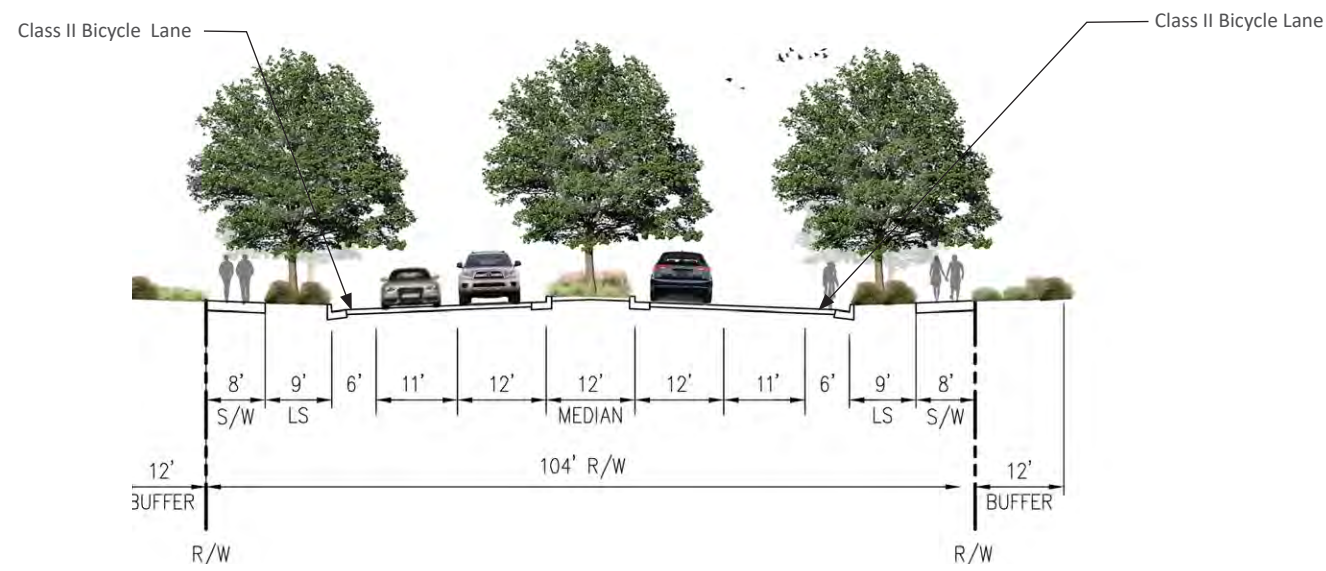 Class II Bicycle Lane
Class II Bicycle Lane
8' 9' 6' 11' 12' 12' 12' 11' 6' 9' 8'
S/W LS MEDIAN LS S/W
12' 104' R/W 12'
BUFFER BUFFER
R/W R/W